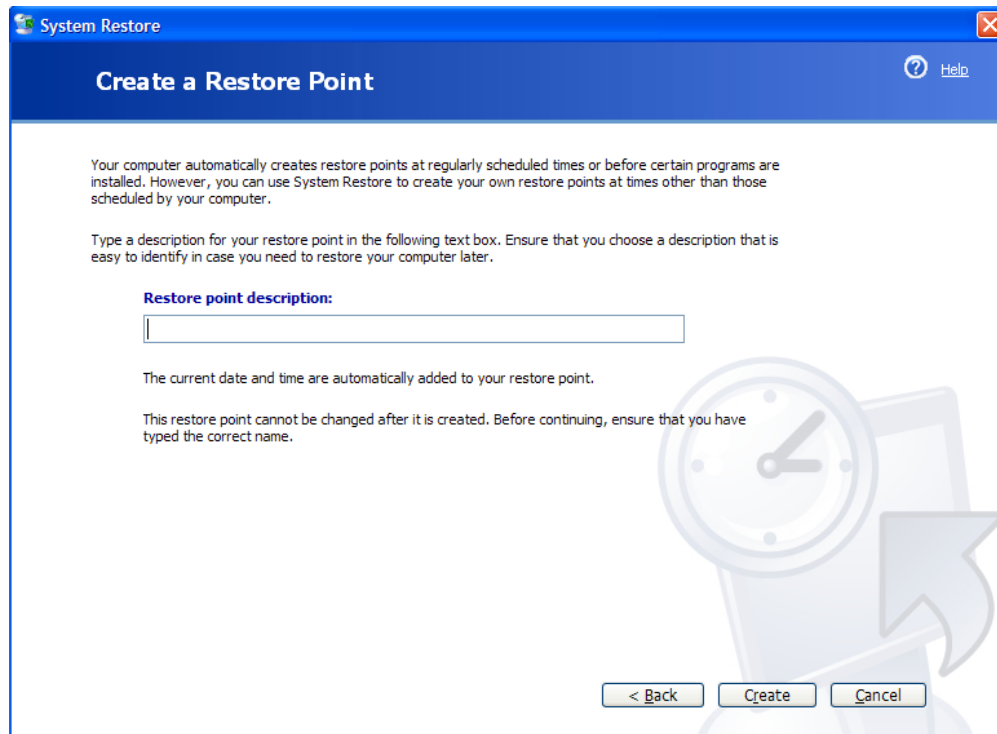 System Restore
Create a Restore Point
Help
Your computer automatically creates restore points at regularly scheduled times or before certain programs are
installed. However, you can use System Restore to create your own restore points at times other than those
scheduled by your computer.
Type a description for your restore point in the following text box. Ensure that you choose a description that is
easy to identify in case you need to restore your computer later.
Restore point description:
The current date and time are automatically added to your restore point.
This restore point cannot be changed after it is created. Before continuing, ensure that you have
typed the correct name.
< Back Create Cancel